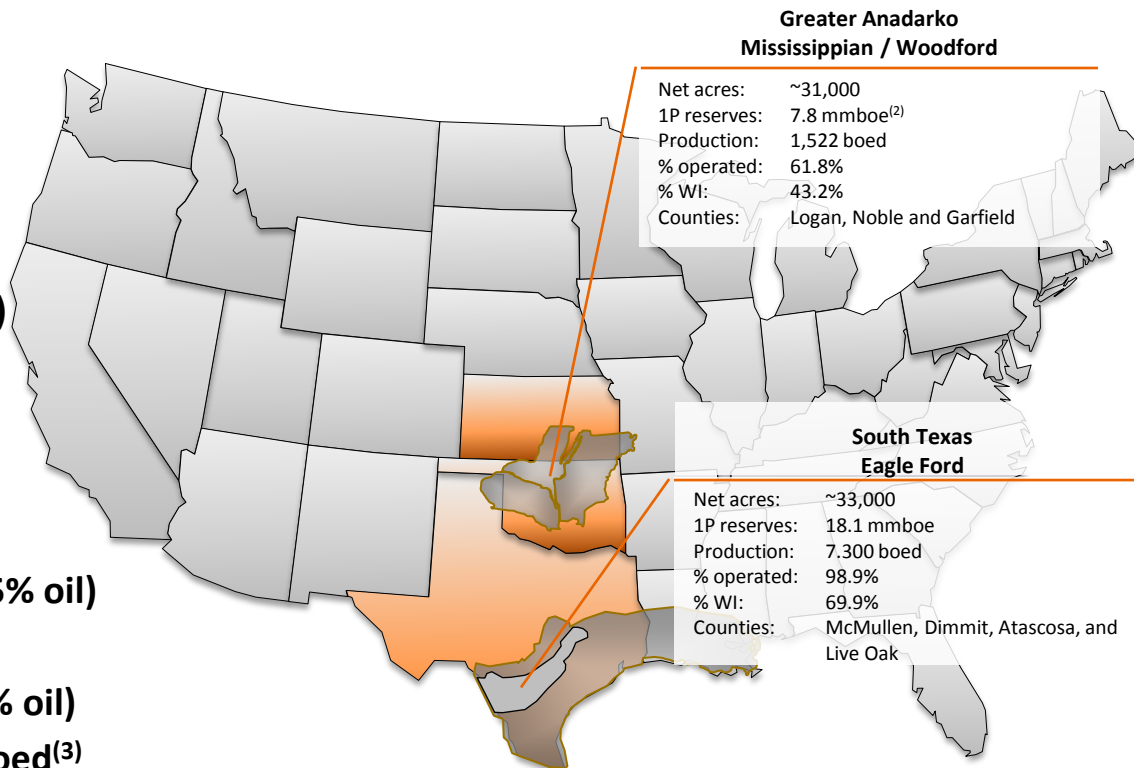 Greater Anadarko
Mississippian / Woodford
Net acres: ~31,000
1P reserves: 7.8 mmboe(2)
Production: 1,522 boed
% operated: 61.8%
% WI: 43.2%
Counties: Logan, Noble and Garfield
)
South Texas
Eagle Ford
Net acres: ~33,000
1P reserves: 18.1 mmboe
Production: 7.300 boed
% operated: 98.9%
% WI: 69.9%
Counties: McMullen, Dimmit, Atascosa, and
Live Oak
% oil)
% oil)
oed(3)